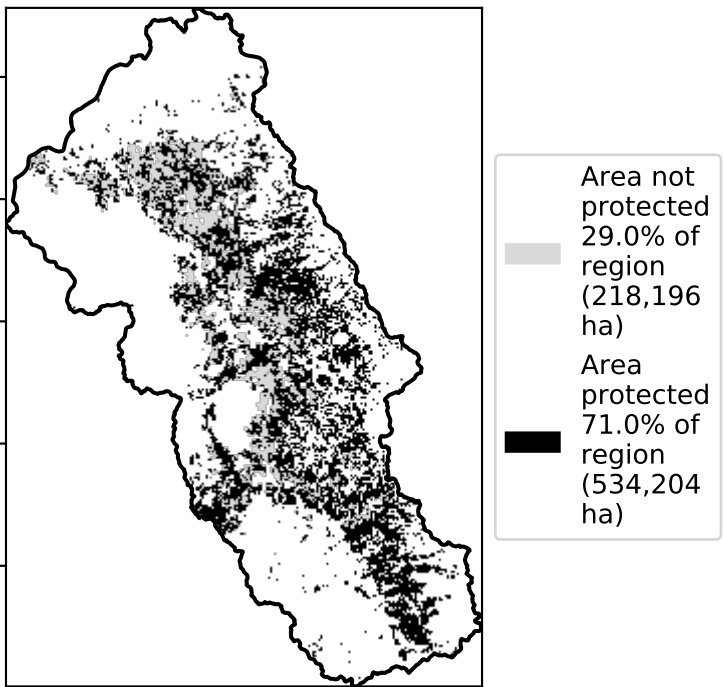 Area not
protected
29.0% of
region
(218,196
ha)
Area
protected
71.0% of
region
(534,204
ha)